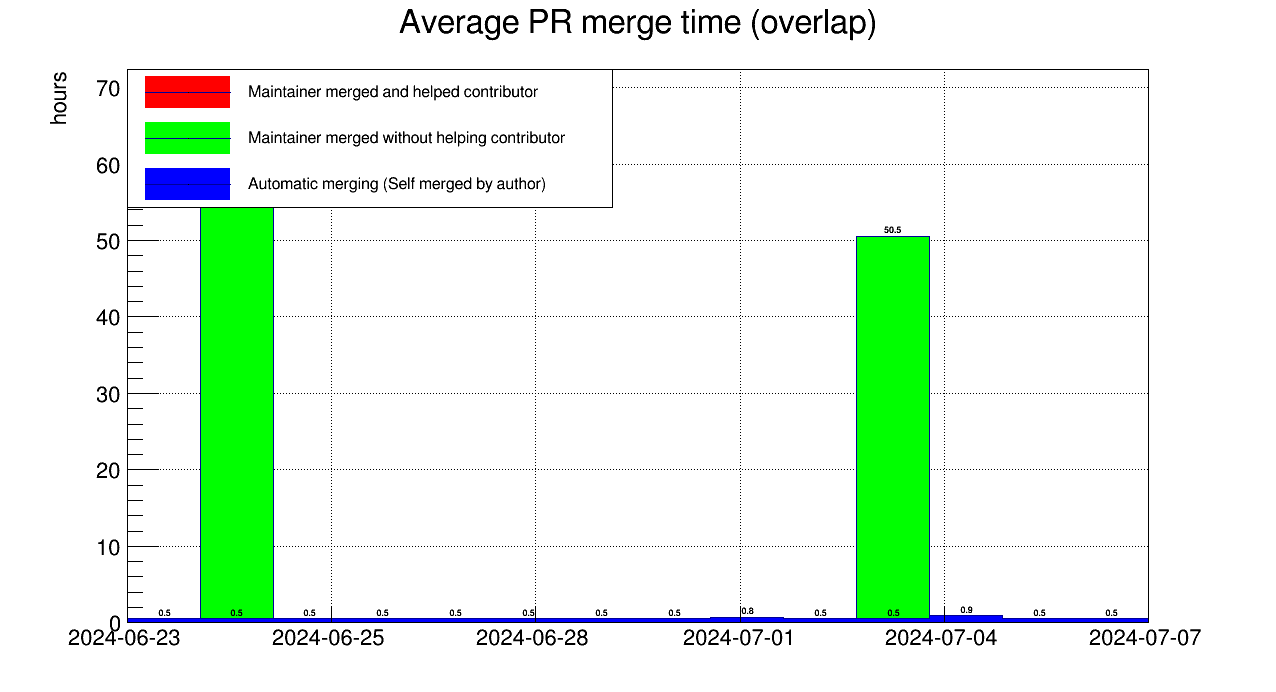 Average PR merge time (overlap)
hours
Maintainer merged and helped contributor
Maintainer merged without helping contributor
Automatic merging (Self merged by author)
70
60
50
40
30
20
10
0
50.5
0.5 0.5 0.5 0.5 0.5 0.5 0.5 0.5 0.8 0.5 0.5 0.9 0.5 0.5
2024-06-23 2024-06-25 2024-06-28 2024-07-01 2024-07-04 2024-07-07